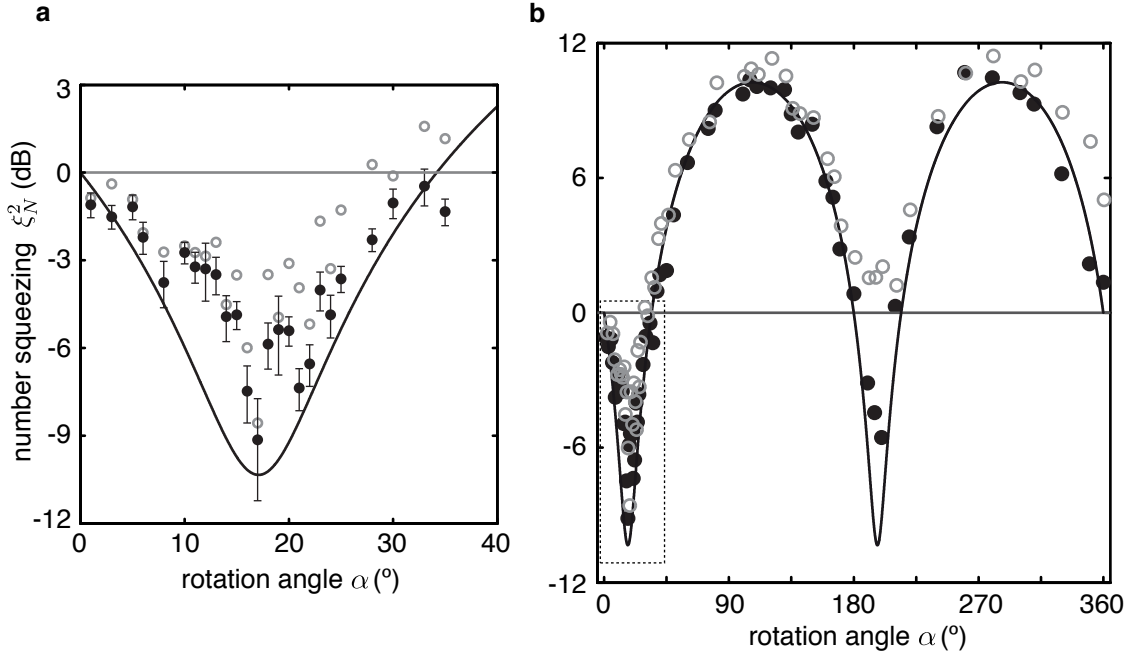 a
3
0
-3
-6
-9
-12
0 10 20 30 40
number squeezing ξ²_N (dB)
rotation angle α (º)
b
12
6
0
-6
-12
0 90 180 270 360
rotation angle α (º)